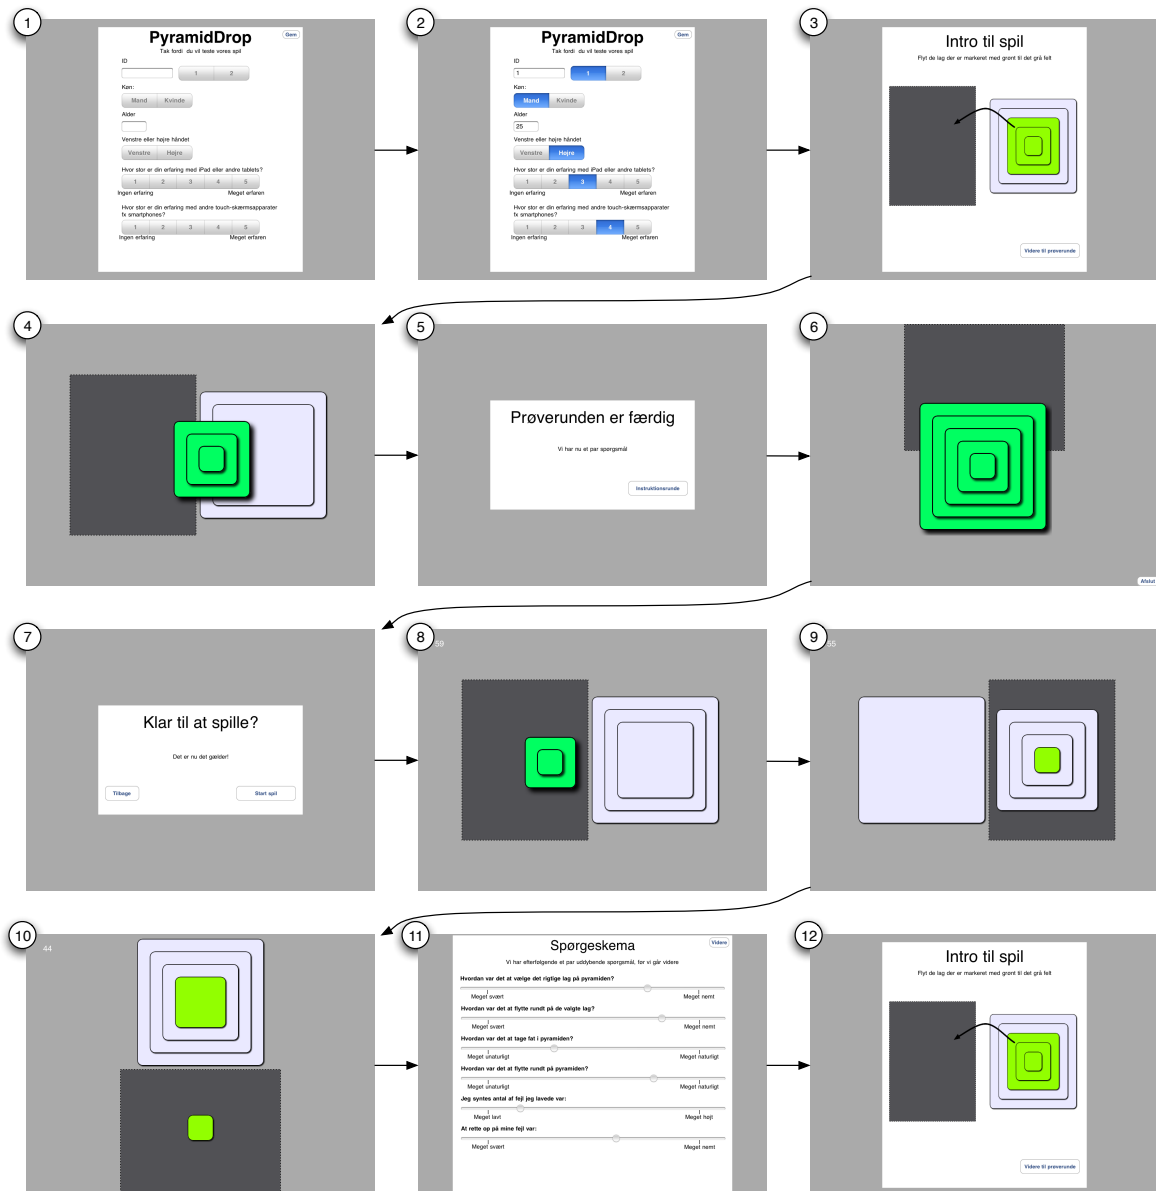 1
PyramidDrop
Gem
Tak fordi du vil teste vores spil
ID
1 2
Køn:
Mand Kvinde
Alder
Venstre eller højre håndet
Venstre Højre
Hvor stor er din erfaring med iPad eller andre tablets?
1 2 3 4 5
Ingen erfaring Meget erfaren
Hvor stor er din erfaring med andre touch-skærmsapparater
fx smartphones?
1 2 3 4 5
Ingen erfaring Meget erfaren
2
PyramidDrop
Gem
Tak fordi du vil teste vores spil
ID
1 1 2
Køn:
Mand Kvinde
Alder
25
Venstre eller højre håndet
Venstre Højre
Hvor stor er din erfaring med iPad eller andre tablets?
1 2 3 4 5
Ingen erfaring Meget erfaren
Hvor stor er din erfaring med andre touch-skærmsapparater
fx smartphones?
1 2 3 4 5
Ingen erfaring Meget erfaren
3
Intro til spil
Flyt de lag der er markeret med grønt til det grå felt
Videre til prøverunde
4
5
Prøverunden er færdig
Vi har nu et par spørgsmål
Instruktionsrunde
6
Afslut
7
Klar til at spille?
Det er nu det gælder!
Tilbage Start spil
8
59
9
55
10
44
11
Spørgeskema
Videre
Vi har efterfølgende et par uddybende spørgsmål, før vi går videre
Hvordan var det at vælge det rigtige lag på pyramiden?
Meget svært Meget nemt
Hvordan var det at flytte rundt på de valgte lag?
Meget svært Meget nemt
Hvordan var det at tage fat i pyramiden?
Meget unaturligt Meget naturligt
Hvordan var det at flytte rundt på pyramiden?
Meget unaturligt Meget naturligt
Jeg syntes antal af fejl jeg lavede var:
Meget lavt Meget højt
At rette op på mine fejl var:
Meget svært Meget nemt
12
Intro til spil
Flyt de lag der er markeret med grønt til det grå felt
Videre til prøverunde